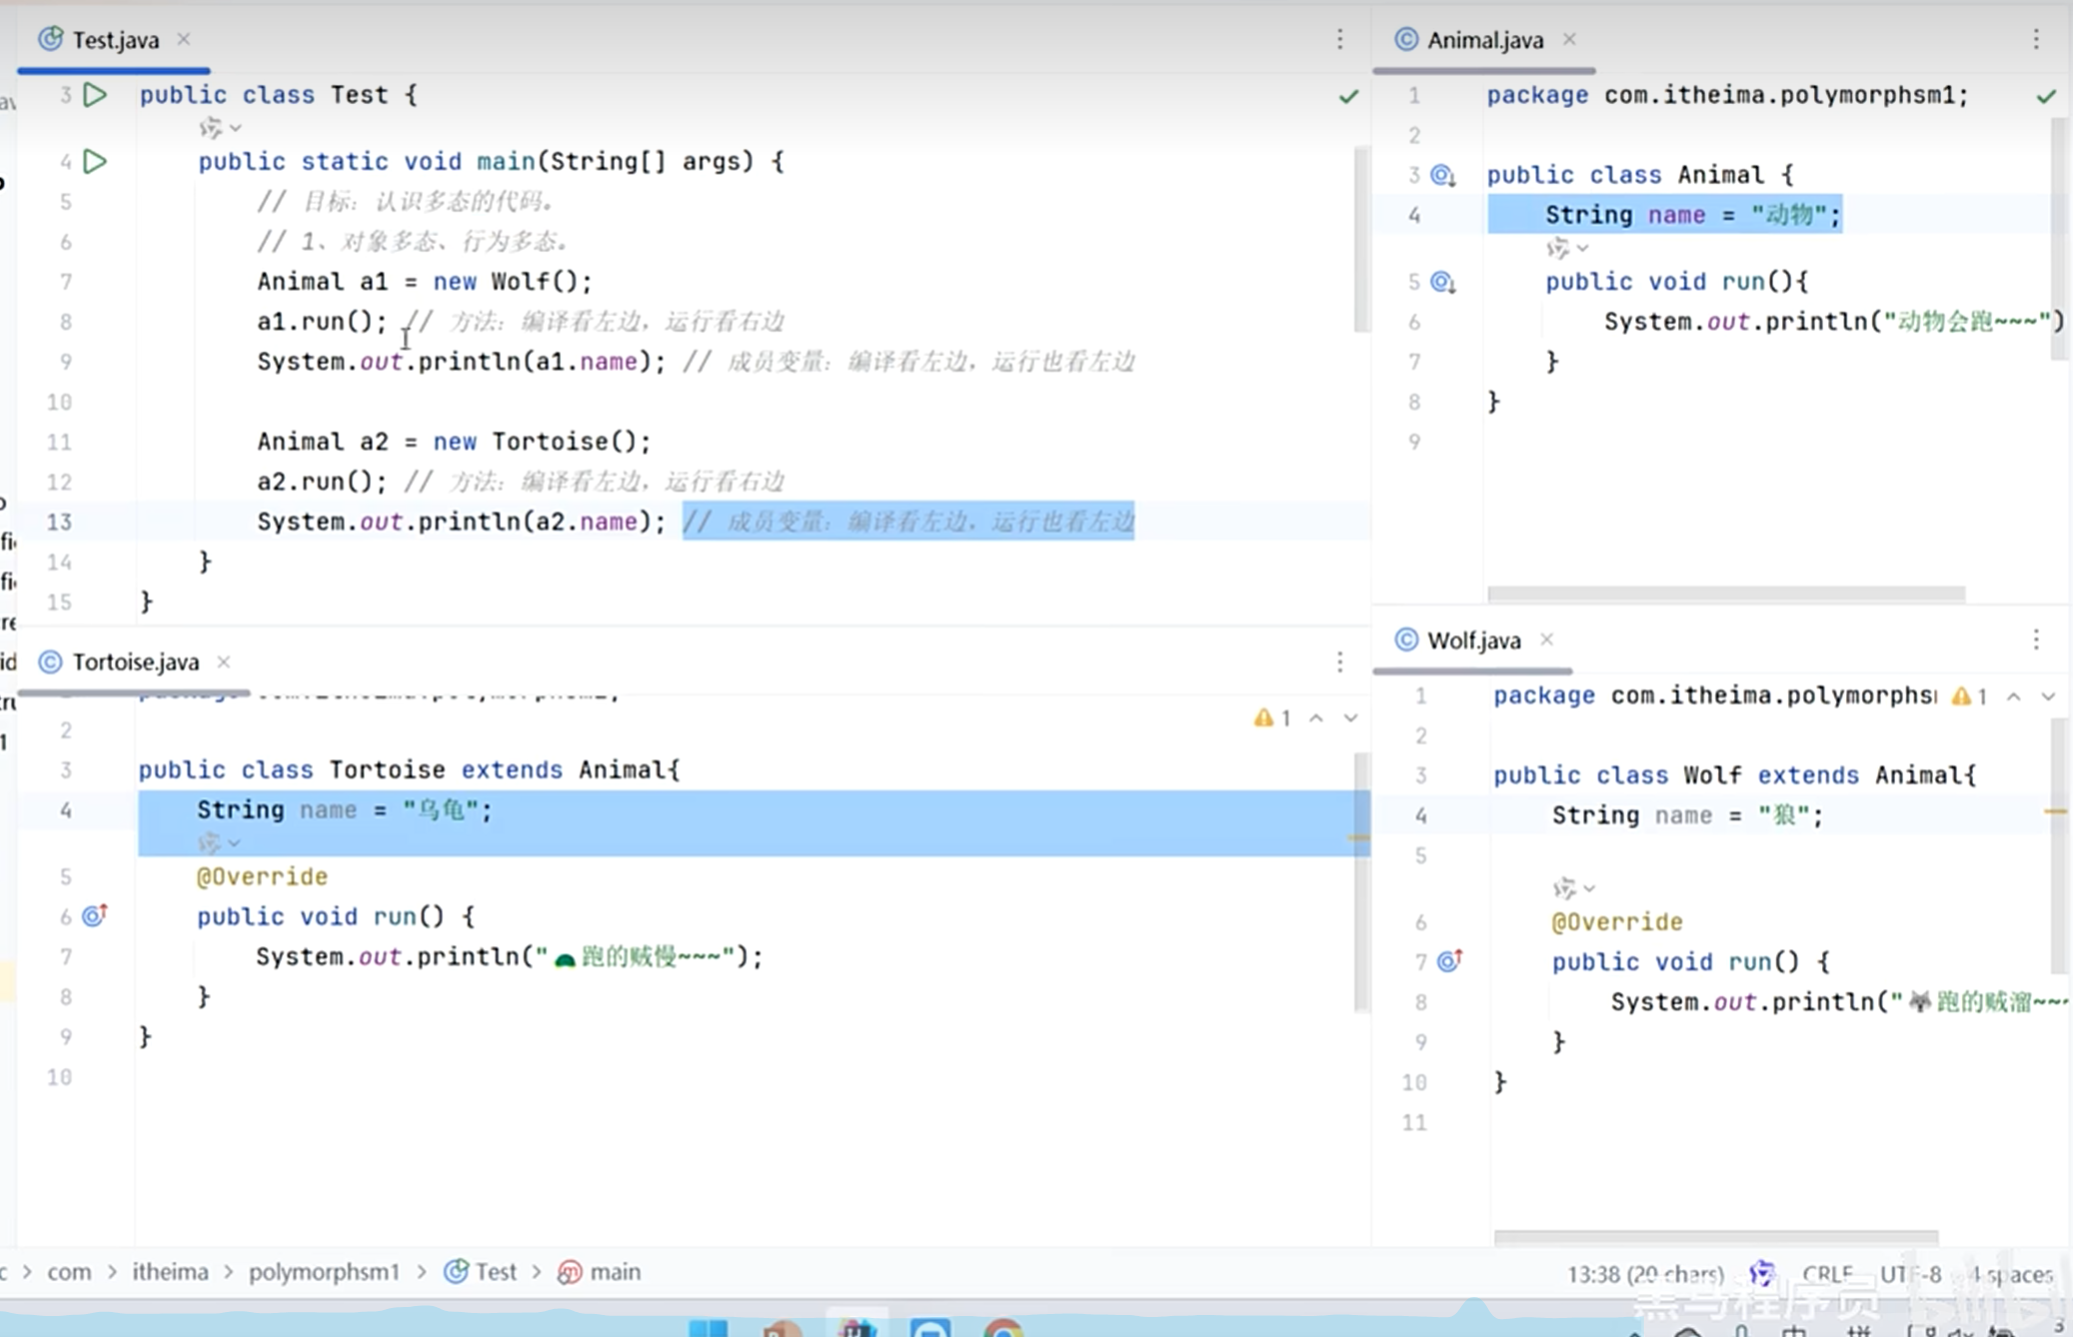 Test.java
3 public class Test {
4 public static void main(String[] args) {
5 // 目标：认识多态的代码。
6 // 1、对象多态、行为多态。
7 Animal a1 = new Wolf();
8 a1.run(); // 方法：编译看左边，运行看右边
9 System.out.println(a1.name); // 成员变量：编译看左边，运行也看左边
10
11 Animal a2 = new Tortoise();
12 a2.run(); // 方法：编译看左边，运行看右边
13 System.out.println(a2.name); // 成员变量：编译看左边，运行也看左边
14 }
15 }
Animal.java
1 package com.itheima.polymorphsm1;
2
3 public class Animal {
4 String name = "动物";
5 public void run(){
6 System.out.println("动物会跑~~~")
7 }
8 }
9
Tortoise.java
1
2
3 public class Tortoise extends Animal{
4 String name = "乌龟";
5 @Override
6 public void run() {
7 System.out.println("🐢跑的贼慢~~~");
8 }
9 }
10
Wolf.java
1 package com.itheima.polymorphs
1
2
3 public class Wolf extends Animal{
4 String name = "狼";
5
6 @Override
7 public void run() {
8 System.out.println("🐺跑的贼溜~~
9 }
10 }
11
com > itheima > polymorphsm1 > Test > main
13:38 (20 chars) CRLF UTF-8 4 spaces
黑马程序员